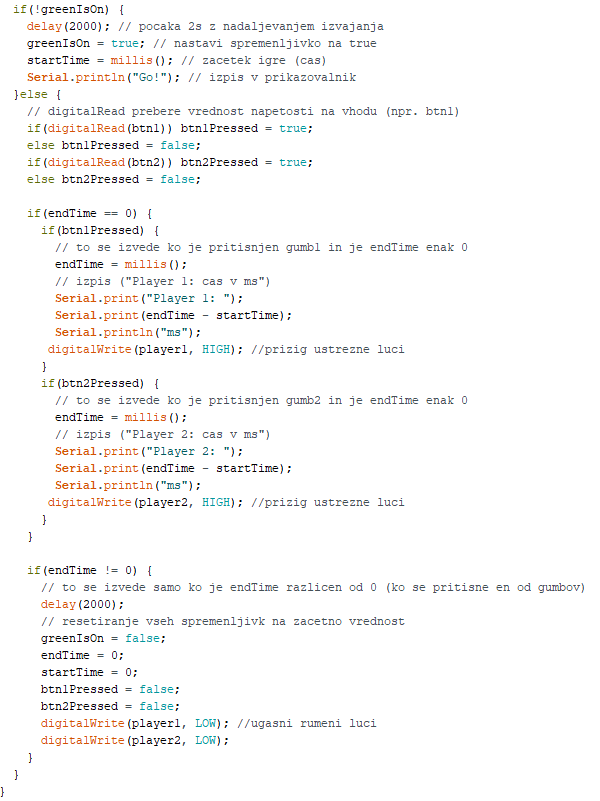 if(!greenIsOn) {
delay(2000); // pocaka 2s z nadaljevanjem izvajanja
greenIsOn = true; // nastavi spremenljivko na true
startTime = millis(); // zacetek igre (cas)
Serial.println("Go!"); // izpis v prikazovalnik
}else {
// digitalRead prebere vrednost napetosti na vhodu (npr. btn1)
if(digitalRead(btn1)) btn1Pressed = true;
else btn1Pressed = false;
if(digitalRead(btn2)) btn2Pressed = true;
else btn2Pressed = false;
if(endTime == 0) {
if(btn1Pressed) {
// to se izvede ko je pritisnjen gumb1 in je endTime enak 0
endTime = millis();
// izpis ("Player 1: cas v ms")
Serial.print("Player 1: ");
Serial.print(endTime - startTime);
Serial.println("ms");
digitalWrite(player1, HIGH); //prizig ustrezne luci
}
if(btn2Pressed) {
// to se izvede ko je pritisnjen gumb2 in je endTime enak 0
endTime = millis();
// izpis ("Player 2: cas v ms")
Serial.print("Player 2: ");
Serial.print(endTime - startTime);
Serial.println("ms");
digitalWrite(player2, HIGH); //prizig ustrezne luci
}
}
if(endTime != 0) {
// to se izvede samo ko je endTime razlicen od 0 (ko se pritisne en od gumbov)
delay(2000);
// resetiranje vseh spremenljivk na zacetno vrednost
greenIsOn = false;
endTime = 0;
startTime = 0;
btn1Pressed = false;
btn2Pressed = false;
digitalWrite(player1, LOW); //ugasni rumeni luci
digitalWrite(player2, LOW);
}
}
}